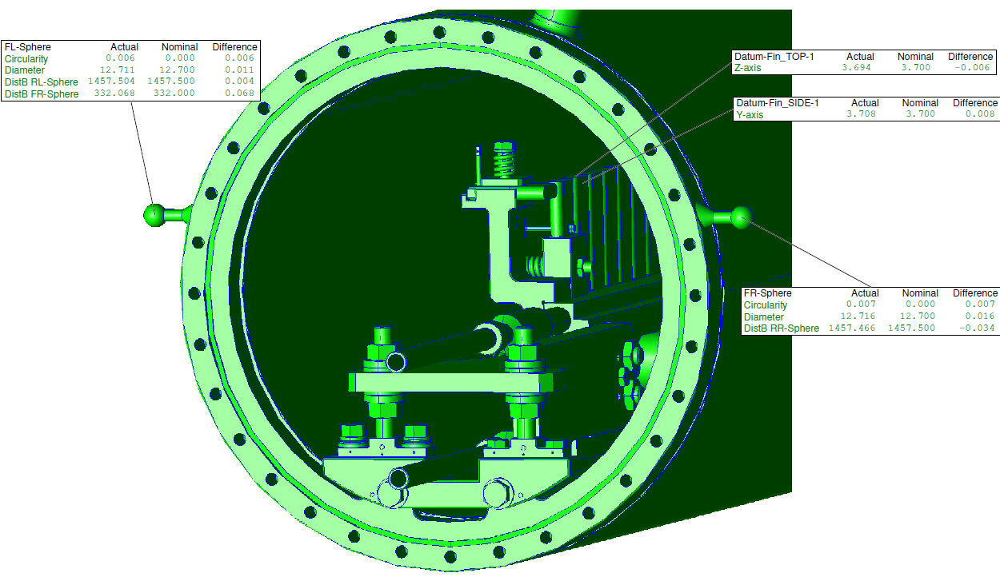 FL-Sphere Actual Nominal Difference
Circularity 0.006 0.000 0.006
Diameter 12.711 12.700 0.011
DistB RL-Sphere 1457.504 1457.500 0.004
DistB FR-Sphere 332.068 332.000 0.068
Datum-Fin_TOP-1 Actual Nominal Difference
Z-axis 3.694 3.700 -0.006
Datum-Fin_SIDE-1 Actual Nominal Difference
Y-axis 3.708 3.700 0.008
FR-Sphere Actual Nominal Difference
Circularity 0.007 0.000 0.007
Diameter 12.716 12.700 0.016
DistB RR-Sphere 1457.466 1457.500 -0.034